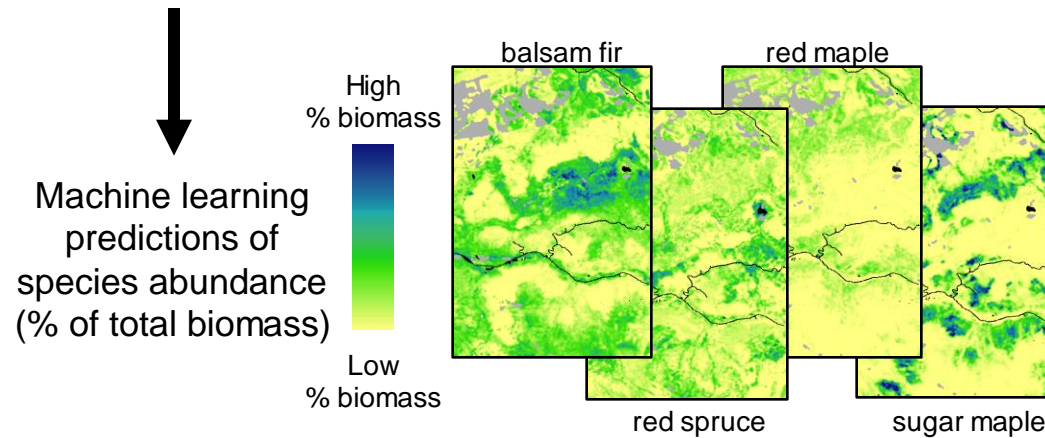 balsam fir
red maple
High
% biomass
Machine learning
predictions of
species abundance
(% of total biomass)
Low
% biomass
red spruce
sugar maple